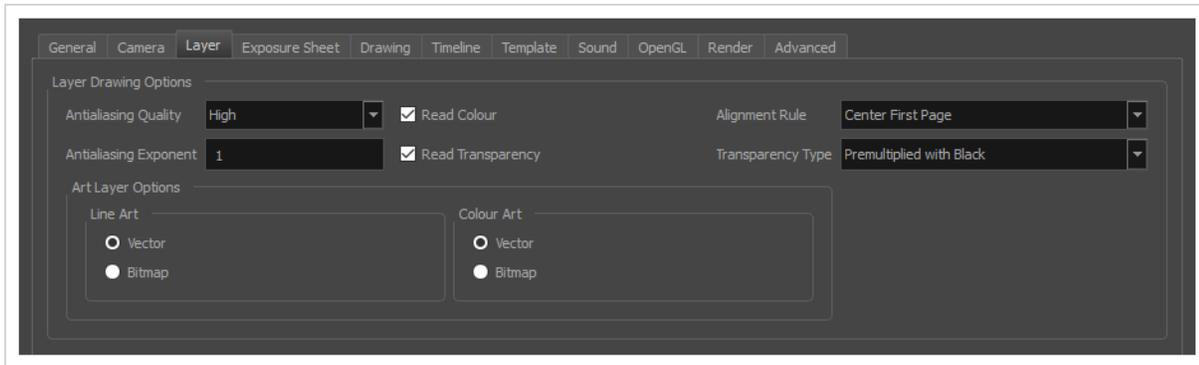 General Camera Layer Exposure Sheet Drawing Timeline Template Sound OpenGL Render Advanced
Layer Drawing Options
Antialiasing Quality High Read Colour Alignment Rule Center First Page
Antialiasing Exponent 1 Read Transparency Transparency Type Premultiplied with Black
Art Layer Options
Line Art Colour Art
Vector Vector
Bitmap Bitmap